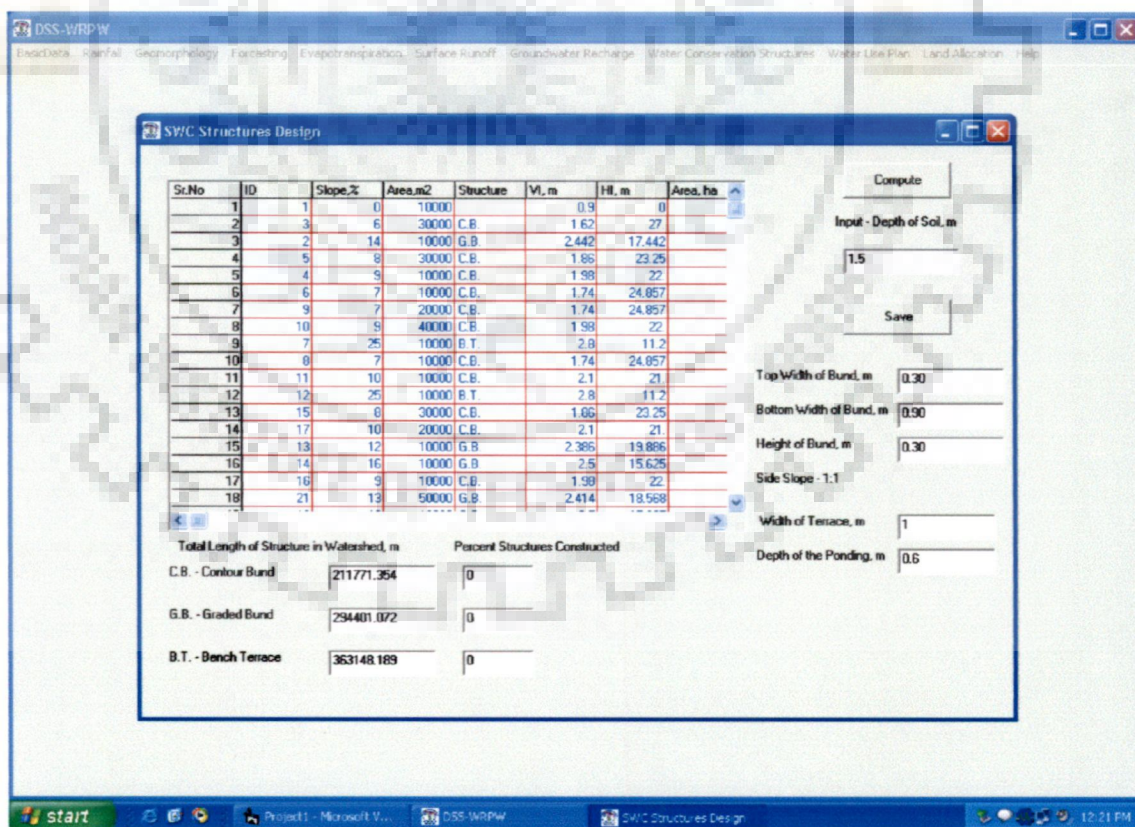 DSS-WRPW
BasicData Rainfall Geomorphology Forcasting Evapotranspiration Surface Runoff Groundwater Recharge Water Conservation Structures Water Use Plan Land Allocation Help
SWC Structures Design
Sr.No ID Slope,% Area,m2 Structure VI, m HI, m Area, ha
1 1 0 10000 0.9 0
2 3 6 30000 C.B. 1.62 27
3 2 14 10000 G.B. 2.442 17.442
4 5 8 30000 C.B. 1.86 23.25
5 4 9 10000 C.B. 1.98 22
6 6 7 10000 C.B. 1.74 24.857
7 9 7 20000 C.B. 1.74 24.857
8 10 9 40000 C.B. 1.98 22
9 7 25 10000 B.T. 2.8 11.2
10 8 7 10000 C.B. 1.74 24.857
11 11 10 10000 C.B. 2.1 21
12 12 25 10000 B.T. 2.8 11.2
13 15 8 30000 C.B. 1.86 23.25
14 17 10 20000 C.B. 2.1 21
15 13 12 10000 G.B 2.386 19.886
16 14 16 10000 G.B 2.5 15.625
17 16 9 10000 C.B. 1.98 22
18 21 13 50000 G.B. 2.414 18.568
Compute
Input - Depth of Soil, m
1.5
Save
Top Width of Bund, m 0.30
Bottom Width of Bund, m 0.90
Height of Bund, m 0.30
Side Slope - 1:1
Width of Terrace, m 1
Depth of the Ponding, m 0.6
Total Length of Structure in Watershed, m Percent Structures Constructed
C.B. - Contour Bund 211771.354 0
G.B. - Graded Bund 294401.072 0
B.T. - Bench Terrace 363148.189 0
start Project1 - Microsoft V... DSS-WRPW SWC Structures Design 12:21 PM